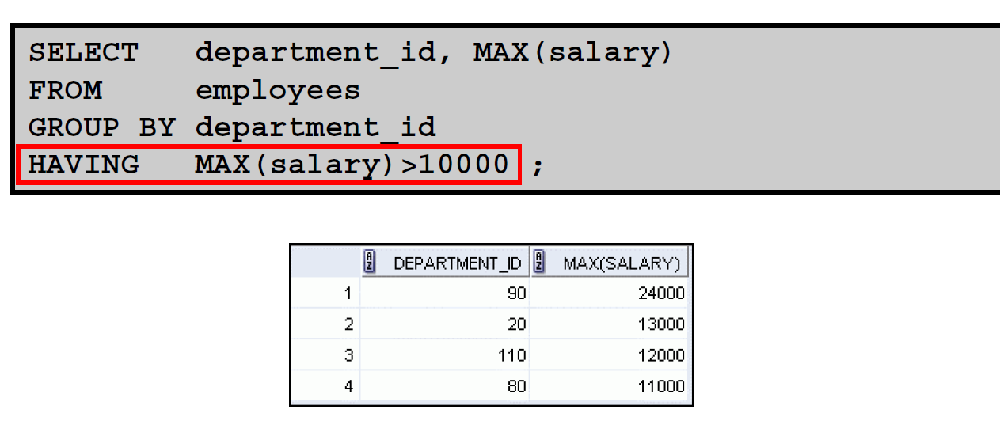 SELECT department_id, MAX(salary)
FROM employees
GROUP BY department_id
HAVING MAX(salary)>10000 ;
DEPARTMENT_ID MAX(SALARY)
1 90 24000
2 20 13000
3 110 12000
4 80 11000